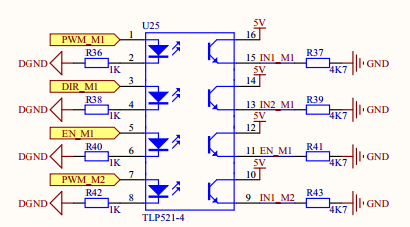 U25
5V
PWM_M1 1 16
R36
DGND 2 15 IN1_M1 R37 GND
1K 4K7
5V
DIR_M1 3 14
R38
DGND 4 13 IN2_M1 R39 GND
1K 4K7
5V
EN_M1 5 12
R40
DGND 6 11 EN_M1 R41 GND
1K 4K7
5V
PWM_M2 7 10
R42
DGND 8 9 IN1_M2 R43 GND
1K 4K7
TLP521-4